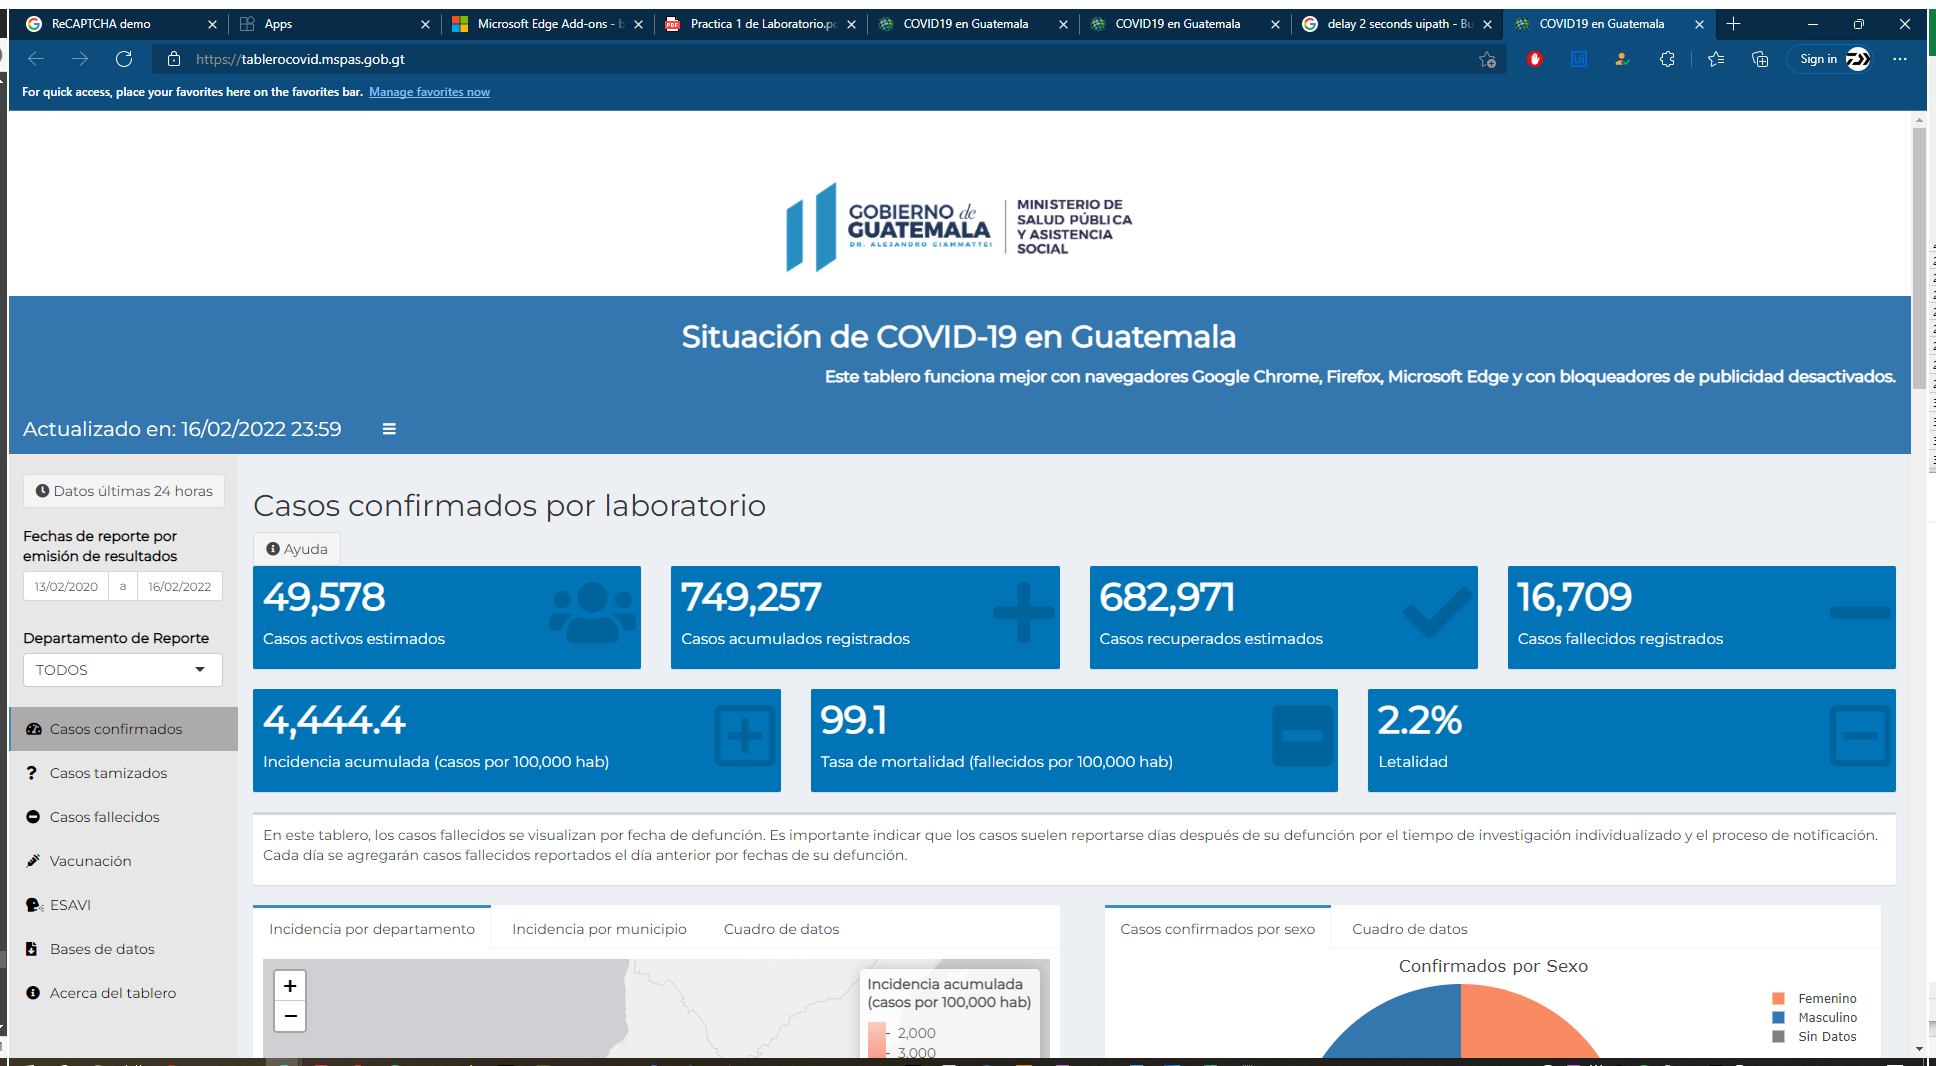 ReCAPTCHA demo
Apps
Microsoft Edge Add-ons - b
Practica 1 de Laboratorio.pd
COVID19 en Guatemala
COVID19 en Guatemala
delay 2 seconds uipath - Bu
COVID19 en Guatemala
https://tablerocovid.mspas.gob.gt
Sign in
For quick access, place your favorites here on the favorites bar. Manage favorites now
GOBIERNO de
GUATEMALA
DR. ALEJANDRO GIAMMATTEI
MINISTERIO DE
SALUD PÚBLICA
Y ASISTENCIA
SOCIAL
Situación de COVID-19 en Guatemala
Este tablero funciona mejor con navegadores Google Chrome, Firefox, Microsoft Edge y con bloqueadores de publicidad desactivados.
Actualizado en: 16/02/2022 23:59
Datos últimas 24 horas
Fechas de reporte por
emisión de resultados
13/02/2020 a 16/02/2022
Departamento de Reporte
TODOS
Casos confirmados
Casos tamizados
Casos fallecidos
Vacunación
ESAVI
Bases de datos
Acerca del tablero
Casos confirmados por laboratorio
Ayuda
49,578
Casos activos estimados
749,257
Casos acumulados registrados
682,971
Casos recuperados estimados
16,709
Casos fallecidos registrados
4,444.4
Incidencia acumulada (casos por 100,000 hab)
99.1
Tasa de mortalidad (fallecidos por 100,000 hab)
2.2%
Letalidad
En este tablero, los casos fallecidos se visualizan por fecha de defunción. Es importante indicar que los casos suelen reportarse días después de su defunción por el tiempo de investigación individualizado y el proceso de notificación.
Cada día se agregarán casos fallecidos reportados el día anterior por fechas de su defunción.
Incidencia por departamento
Incidencia por municipio
Cuadro de datos
+
−
Incidencia acumulada
(casos por 100,000 hab)
2,000
3,000
Casos confirmados por sexo
Cuadro de datos
Confirmados por Sexo
Femenino
Masculino
Sin Datos